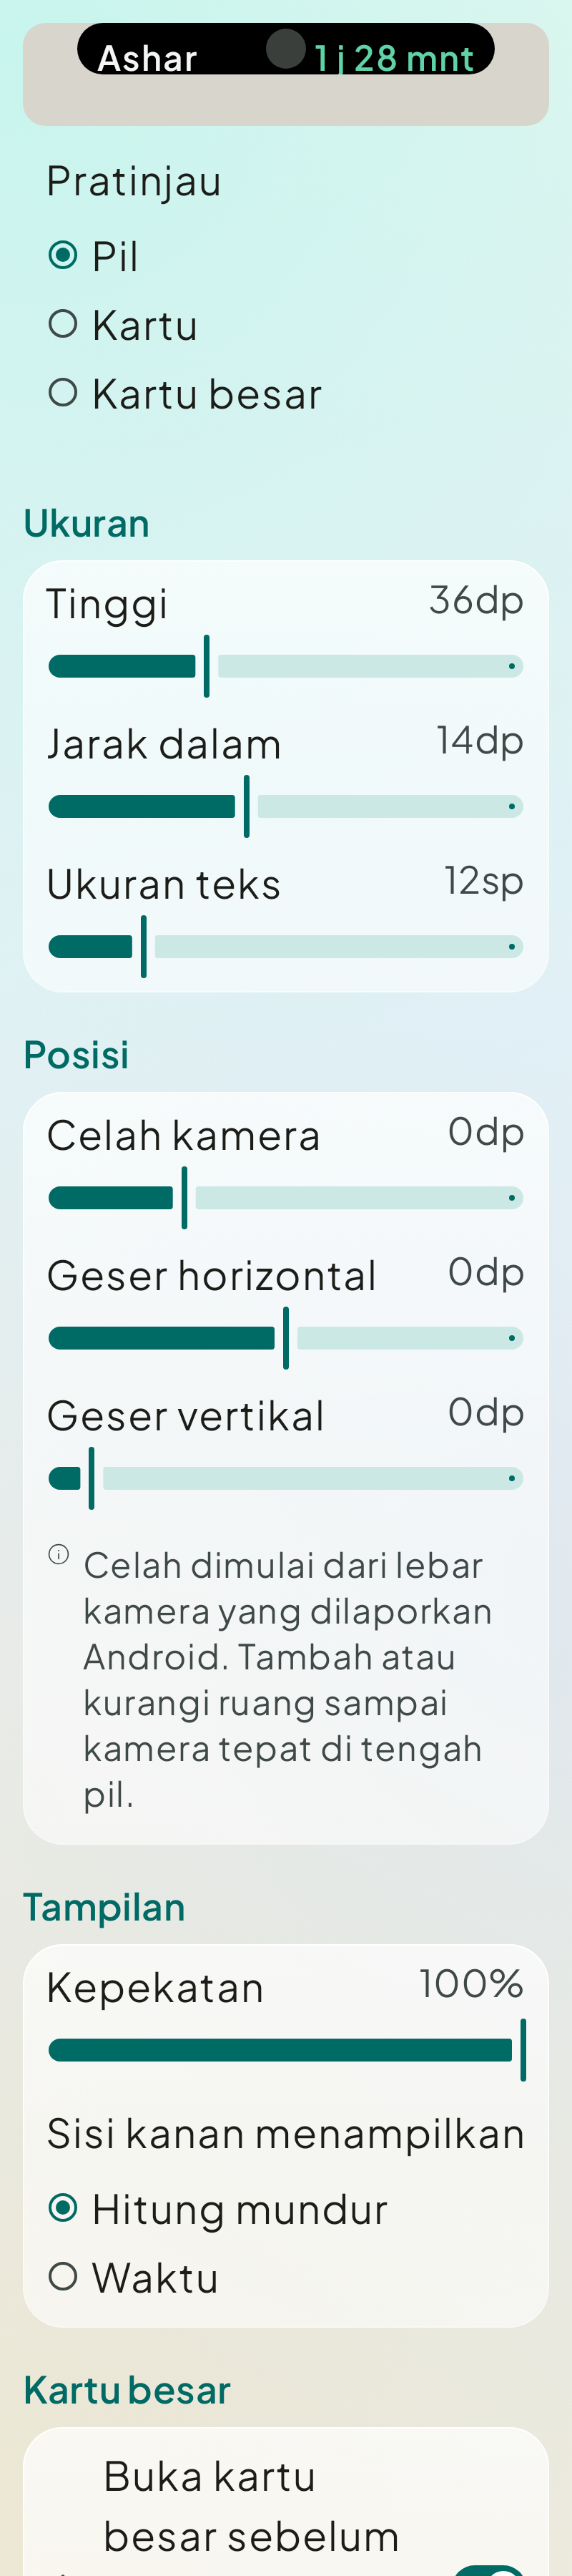 Ashar 1 j 28 mnt
Pratinjau
Pil
Kartu
Kartu besar
Ukuran
Tinggi 36dp
Jarak dalam 14dp
Ukuran teks 12sp
Posisi
Celah kamera 0dp
Geser horizontal 0dp
Geser vertikal 0dp
Celah dimulai dari lebar
kamera yang dilaporkan
Android. Tambah atau
kurangi ruang sampai
kamera tepat di tengah
pil.
Tampilan
Kepekatan 100%
Sisi kanan menampilkan
Hitung mundur
Waktu
Kartu besar
Buka kartu
besar sebelum